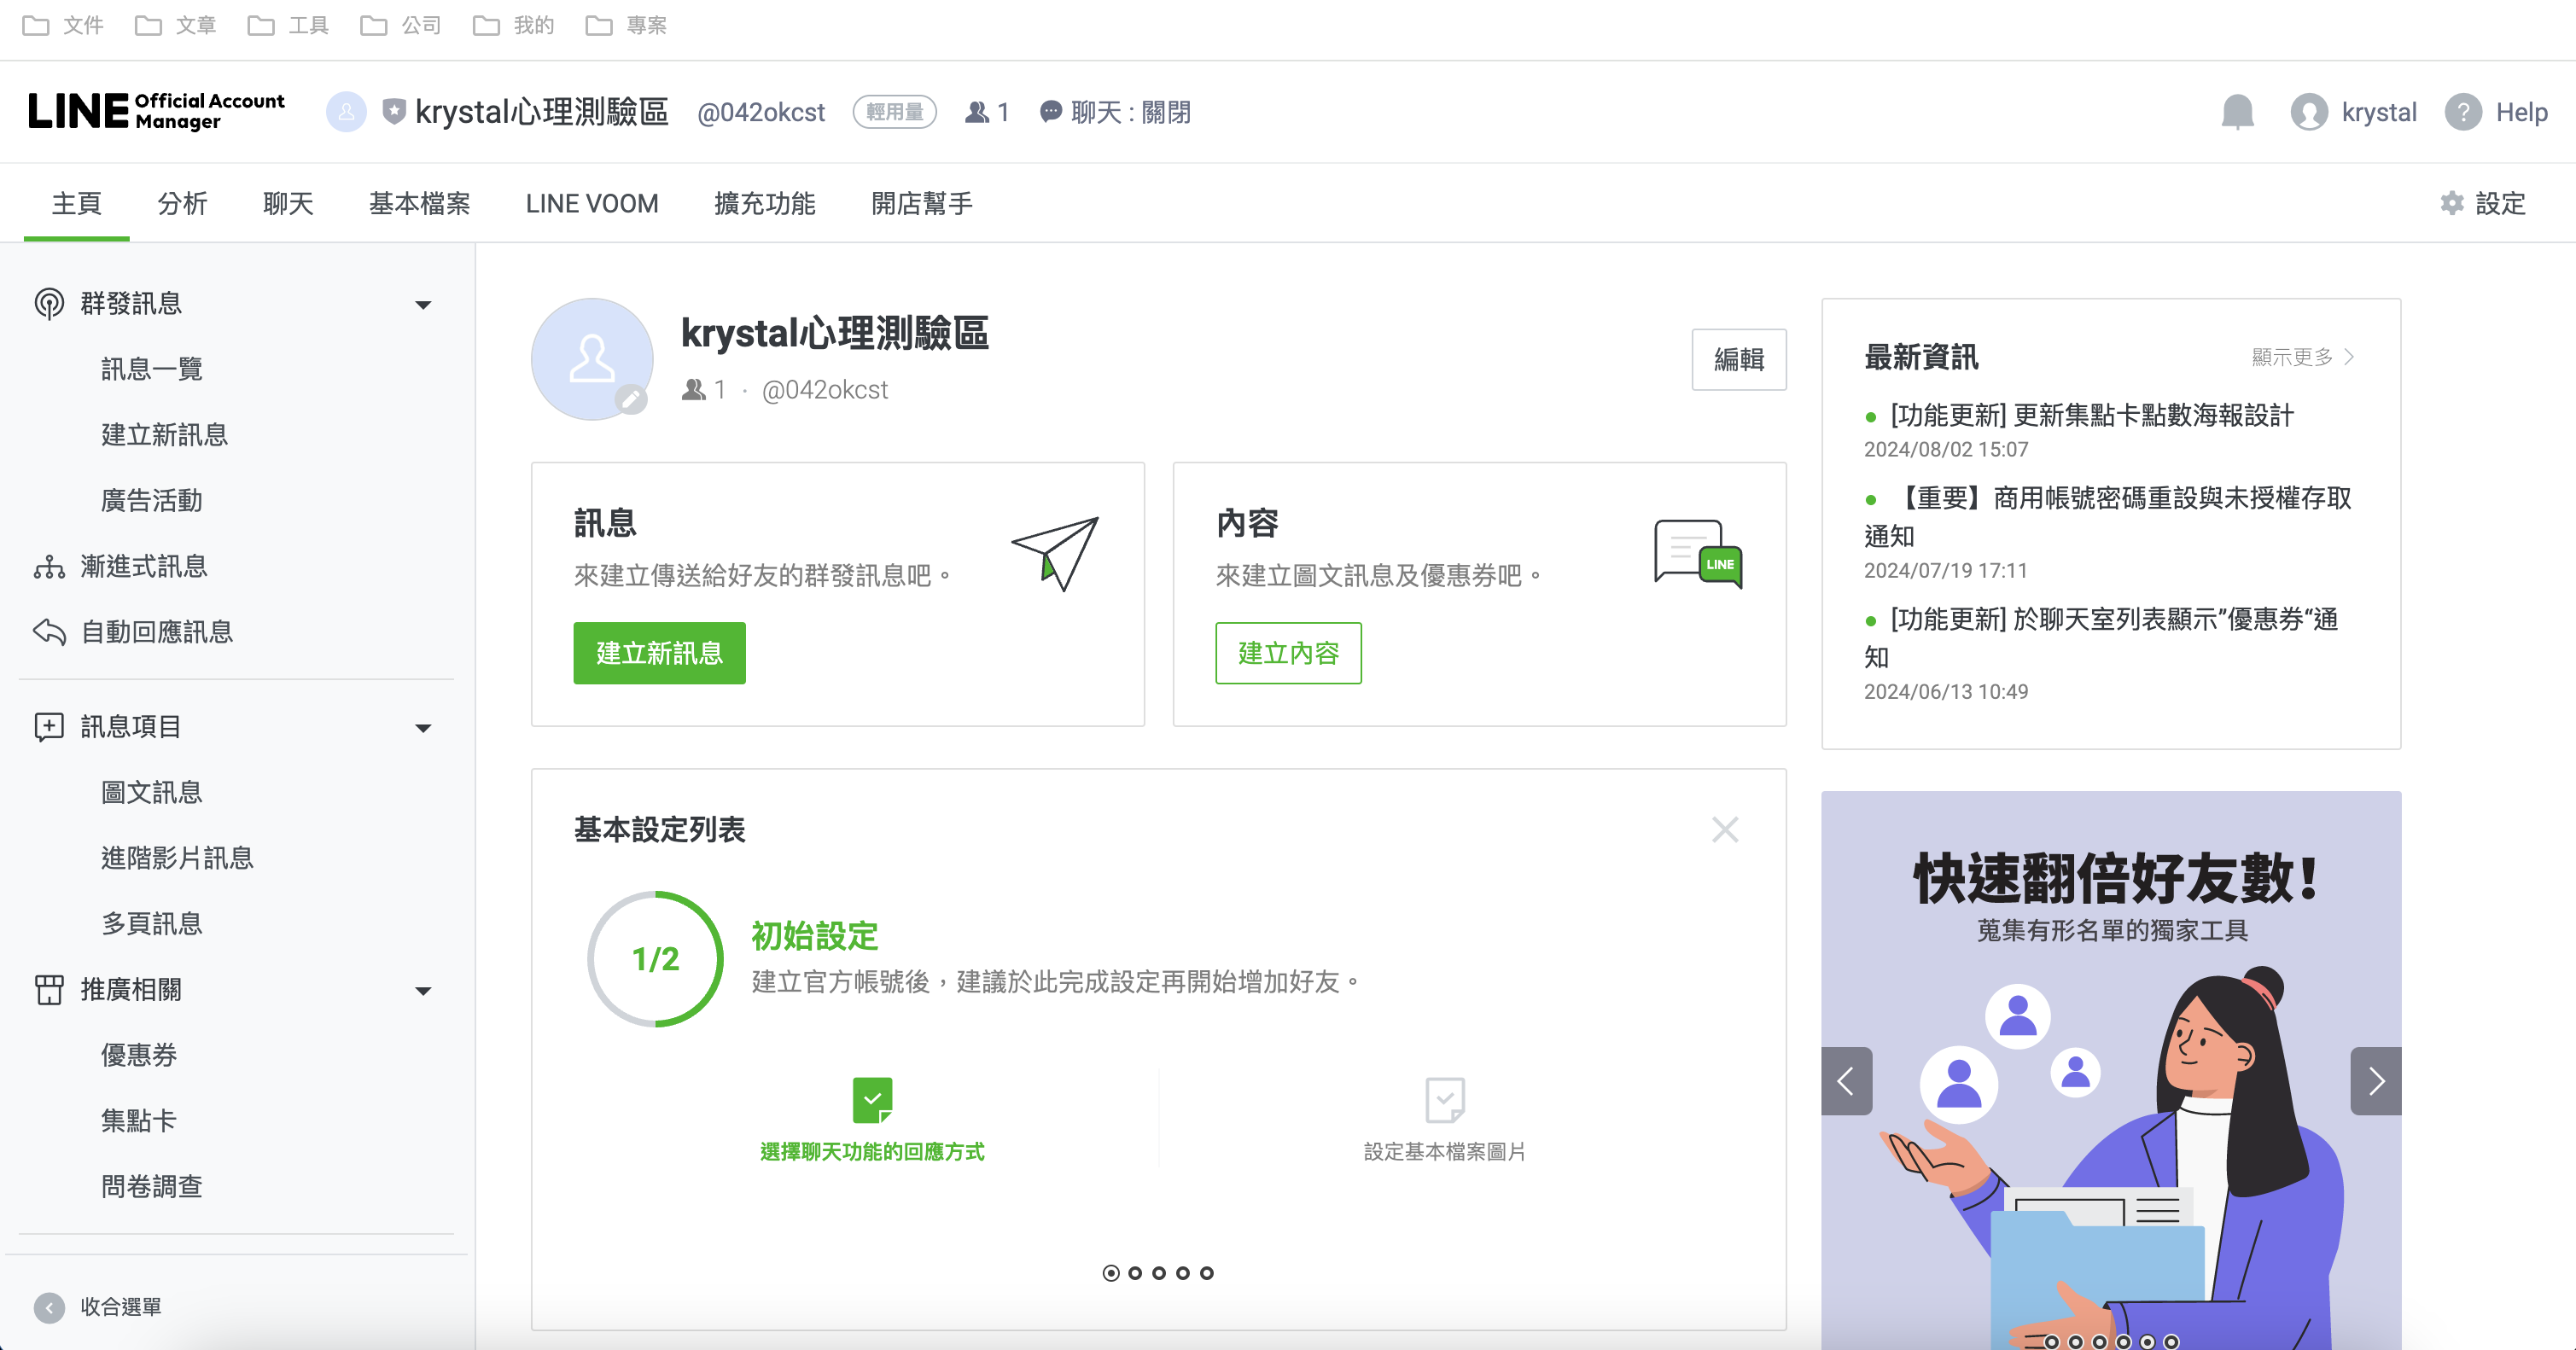 文件 文章 工具 公司 我的 專案
LINE Official Account Manager krystal心理測驗區 @042okcst 輕用量 1 聊天 : 關閉 krystal ? Help
主頁 分析 聊天 基本檔案 LINE VOOM 擴充功能 開店幫手 設定
群發訊息
訊息一覽
建立新訊息
廣告活動
漸進式訊息
自動回應訊息
訊息項目
圖文訊息
進階影片訊息
多頁訊息
推廣相關
優惠券
集點卡
問卷調查
收合選單
krystal心理測驗區
1 · @042okcst
編輯
訊息
來建立傳送給好友的群發訊息吧。
建立新訊息
內容
來建立圖文訊息及優惠券吧。
建立內容
LINE
基本設定列表
1/2
初始設定
建立官方帳號後，建議於此完成設定再開始增加好友。
選擇聊天功能的回應方式
設定基本檔案圖片
最新資訊 顯示更多
[功能更新] 更新集點卡點數海報設計
2024/08/02 15:07
【重要】商用帳號密碼重設與未授權存取
通知
2024/07/19 17:11
[功能更新] 於聊天室列表顯示”優惠券“通
知
2024/06/13 10:49
快速翻倍好友數!
蒐集有形名單的獨家工具